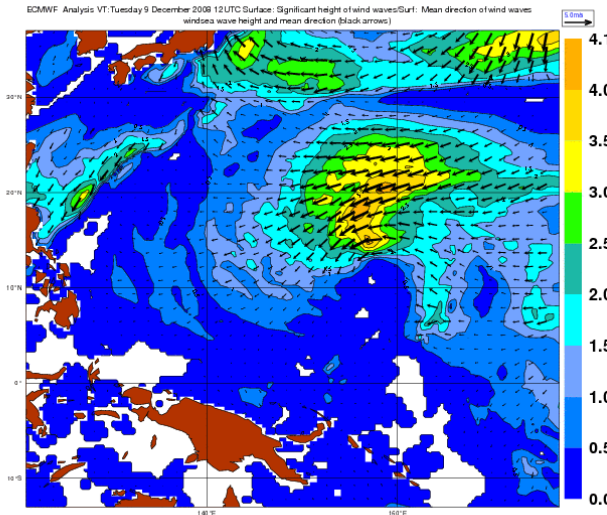 ECMWF Analysis VT:Tuesday 9 December 2008 12UTC Surface: Significant height of wind waves/Surf: Mean direction of wind waves
windsea wave height and mean direction (black arrows)
5.0m/s
4.1
4.0
3.5
3.0
2.5
2.0
1.5
1.0
0.5
0.0
30°N
20°N
10°N
0°
10°S
140°E
160°E